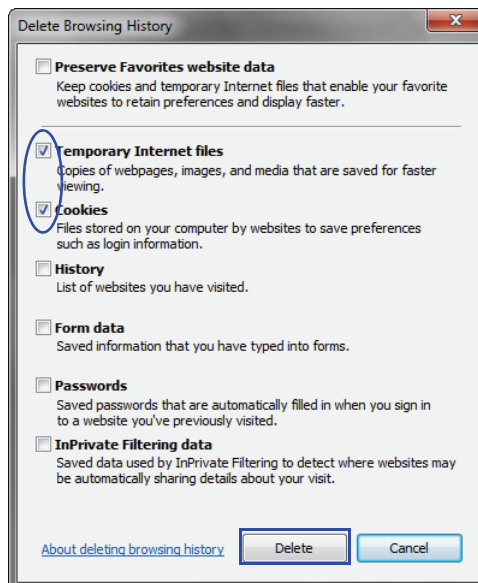 Delete Browsing History
X
Preserve Favorites website data
Keep cookies and temporary Internet files that enable your favorite
websites to retain preferences and display faster.
Temporary Internet files
Copies of webpages, images, and media that are saved for faster
viewing.
Cookies
Files stored on your computer by websites to save preferences
such as login information.
History
List of websites you have visited.
Form data
Saved information that you have typed into forms.
Passwords
Saved passwords that are automatically filled in when you sign in
to a website you've previously visited.
InPrivate Filtering data
Saved data used by InPrivate Filtering to detect where websites may
be automatically sharing details about your visit.
About deleting browsing history Delete Cancel